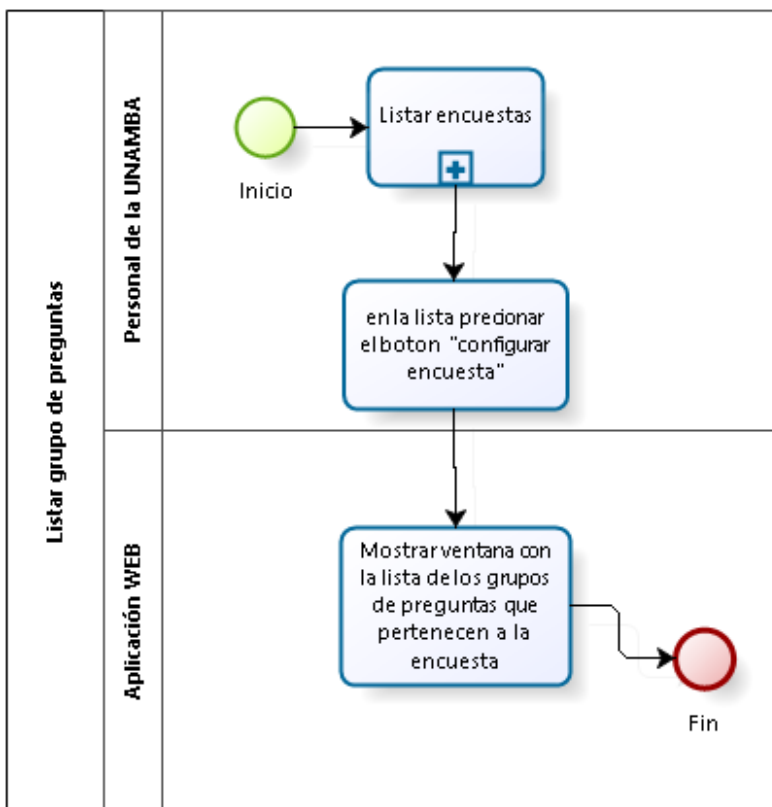 Listar grupo de preguntas
Personal de la UNAMBA
Inicio
Listar encuestas
en la lista precionar
el boton "configurar
encuesta"
Aplicación WEB
Mostrar ventana con
la lista de los grupos
de preguntas que
pertenecen a la
encuesta
Fin